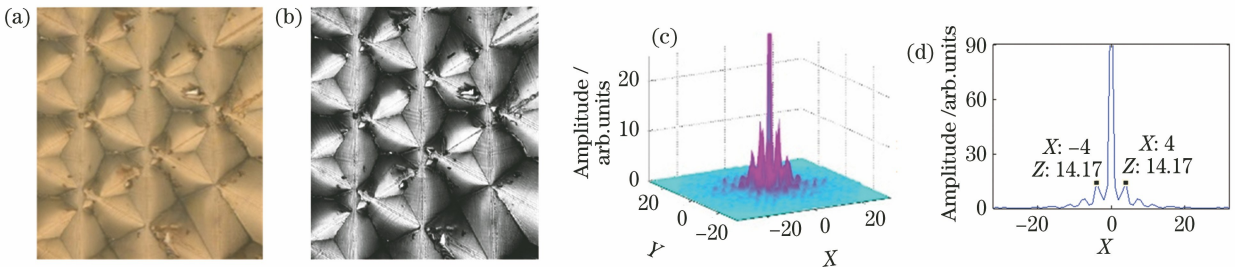 (a)
(b)
(c)
Amplitude /
arb.units
20
10
0
20
0
-20
Y
-20
0
20
X
(d)
Amplitude /arb.units
90
60
30
0
X: -4
Z: 14.17
X: 4
Z: 14.17
-20
0
20
X